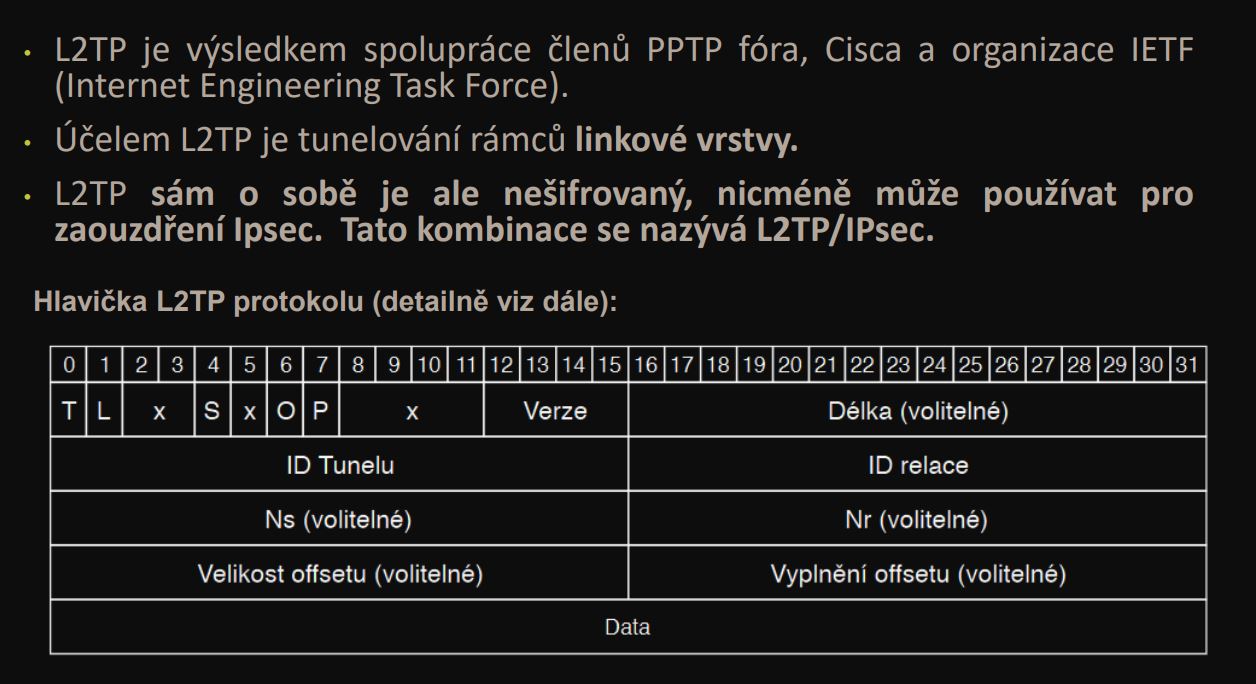 • L2TP je výsledkem spolupráce členů PPTP fóra, Cisca a organizace IETF
(Internet Engineering Task Force).
• Účelem L2TP je tunelování rámců linkové vrstvy.
• L2TP sám o sobě je ale nešifrovaný, nicméně může používat pro
zaouzdření Ipsec. Tato kombinace se nazývá L2TP/IPsec.
Hlavička L2TP protokolu (detailně viz dále):
0 1 2 3 4 5 6 7 8 9 10 11 12 13 14 15 16 17 18 19 20 21 22 23 24 25 26 27 28 29 30 31
T L x S x O P x Verze Délka (volitelné)
ID Tunelu ID relace
Ns (volitelné) Nr (volitelné)
Velikost offsetu (volitelné) Vyplnění offsetu (volitelné)
Data